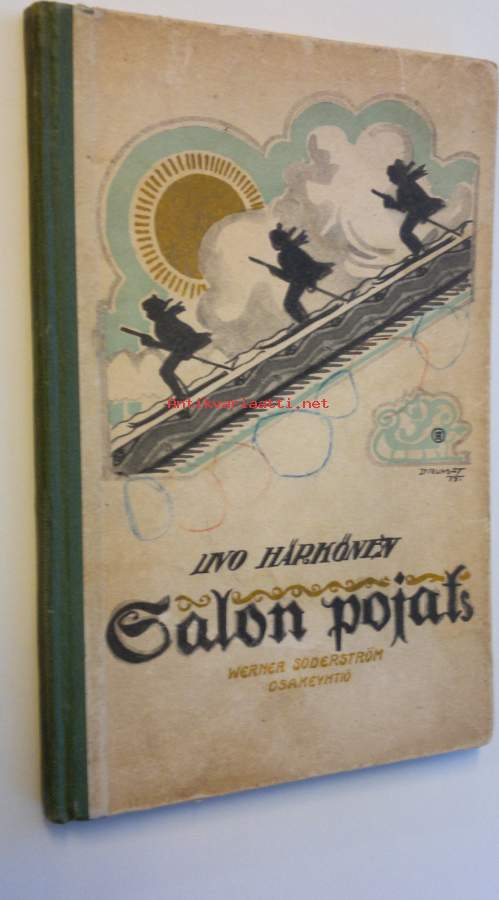 antikvariaatti.net
IIVO HÄRKÖNEN
Salon pojat
WERNER SÖDERSTRÖM
OSAKEYHTIÖ